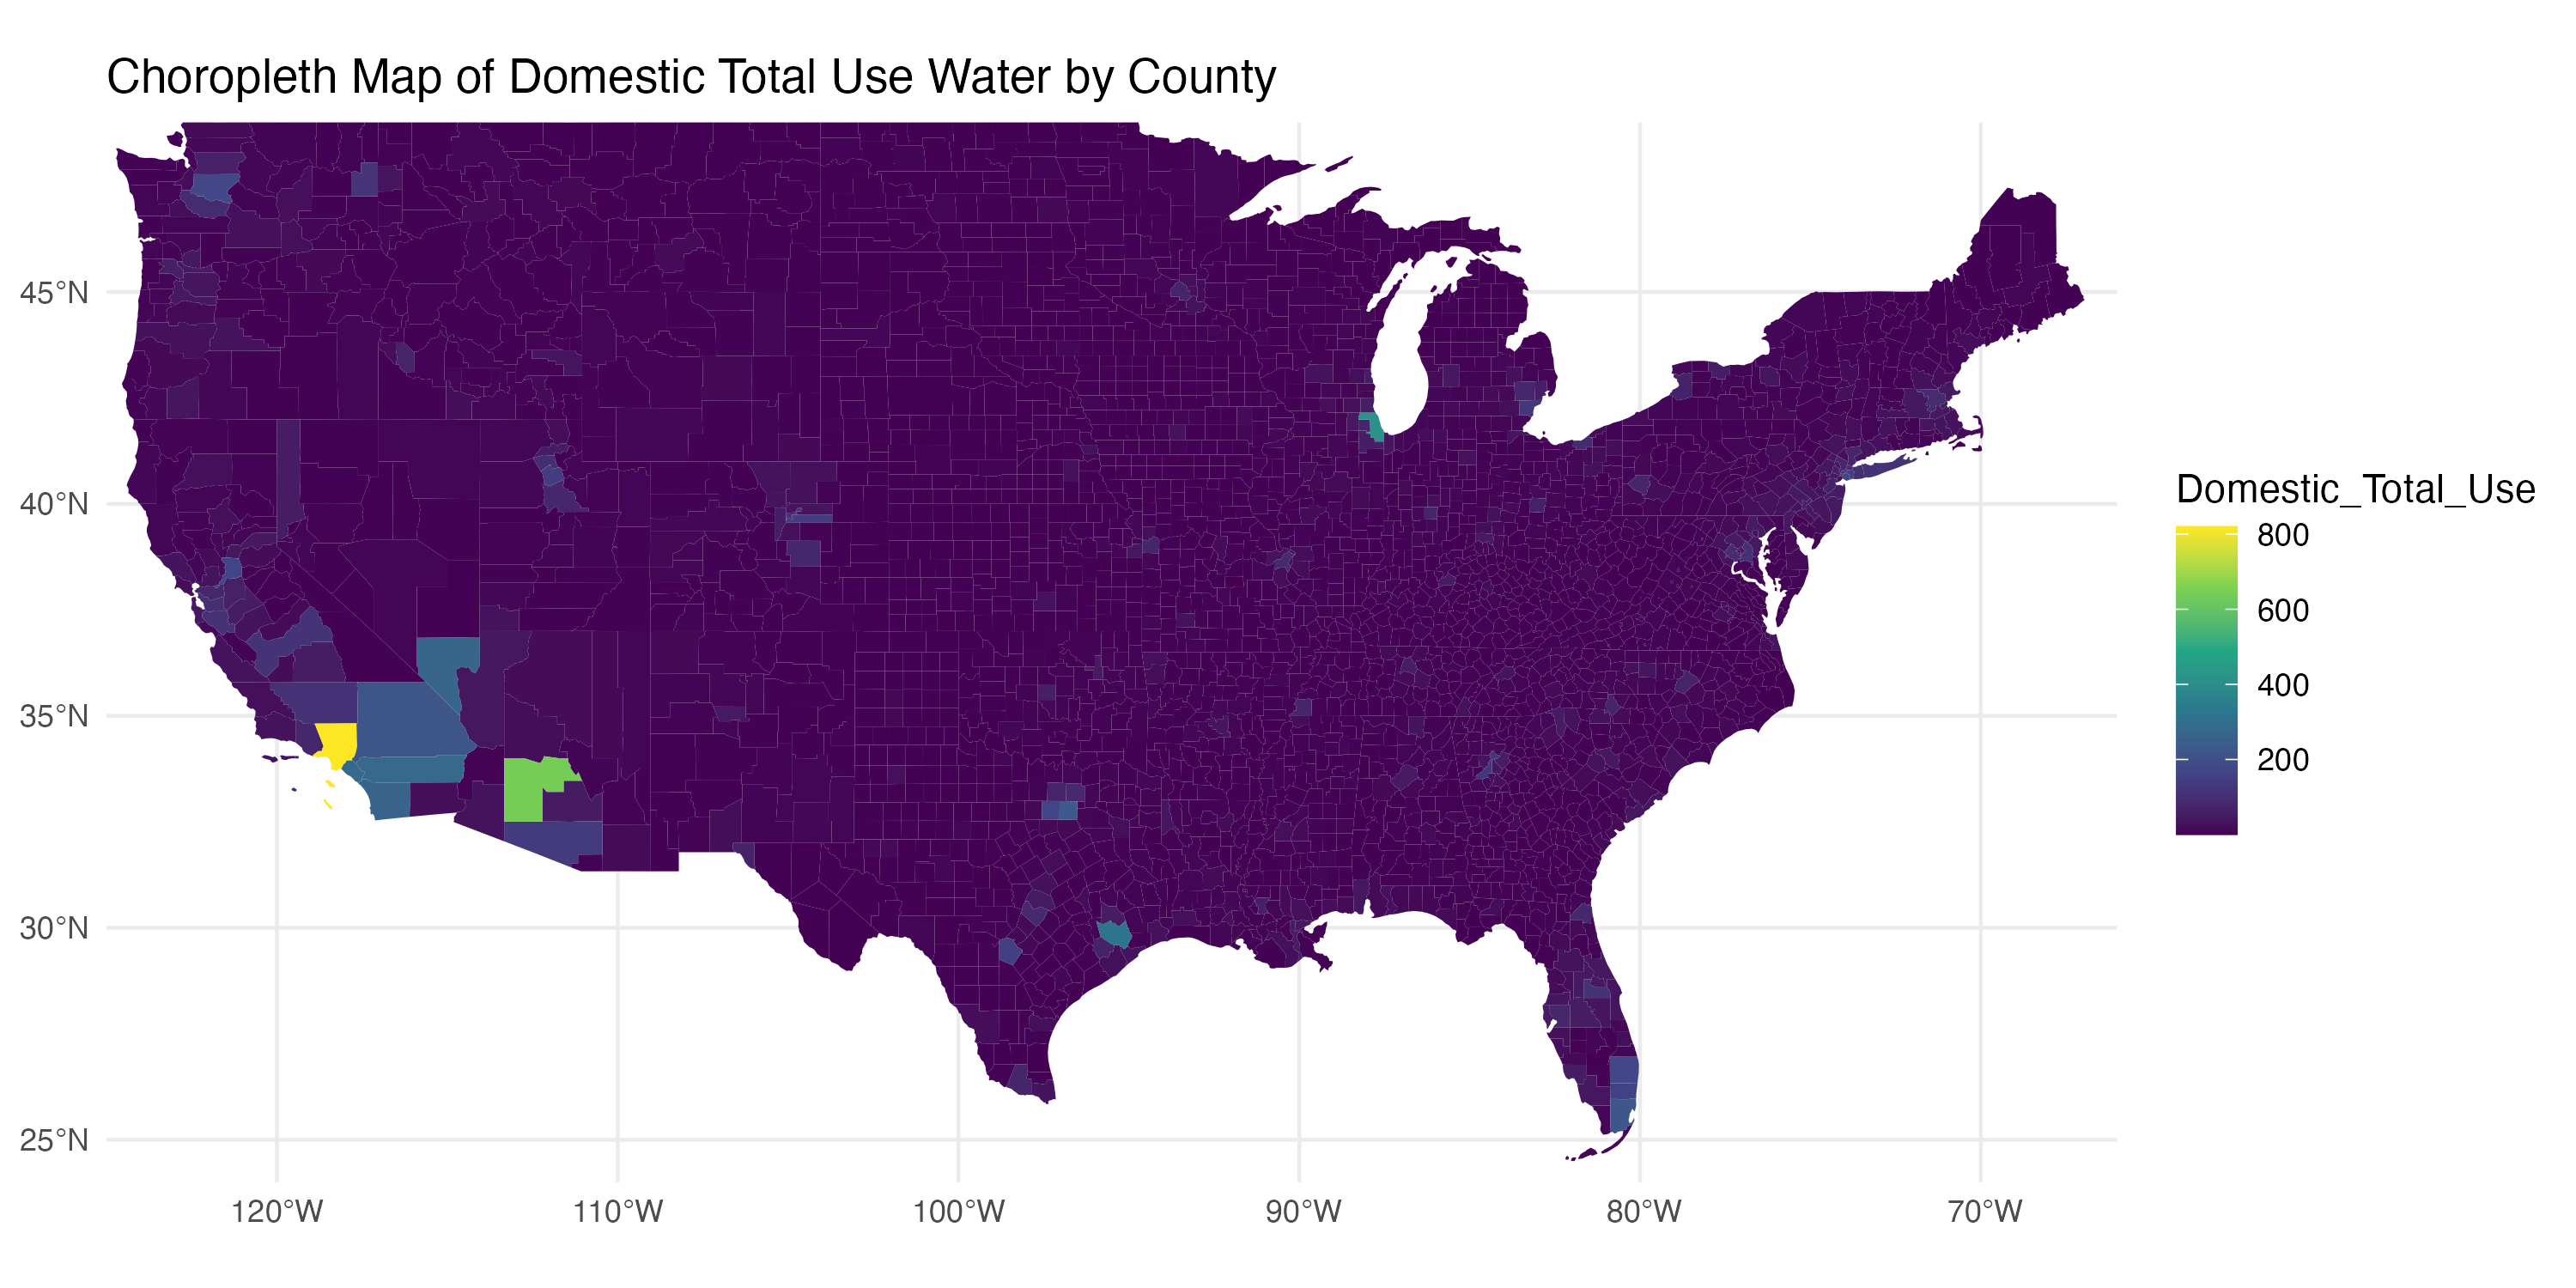 Choropleth Map of Domestic Total Use Water by County
45°N
40°N
35°N
30°N
25°N
120°W
110°W
100°W
90°W
80°W
70°W
Domestic_Total_Use
800
600
400
200